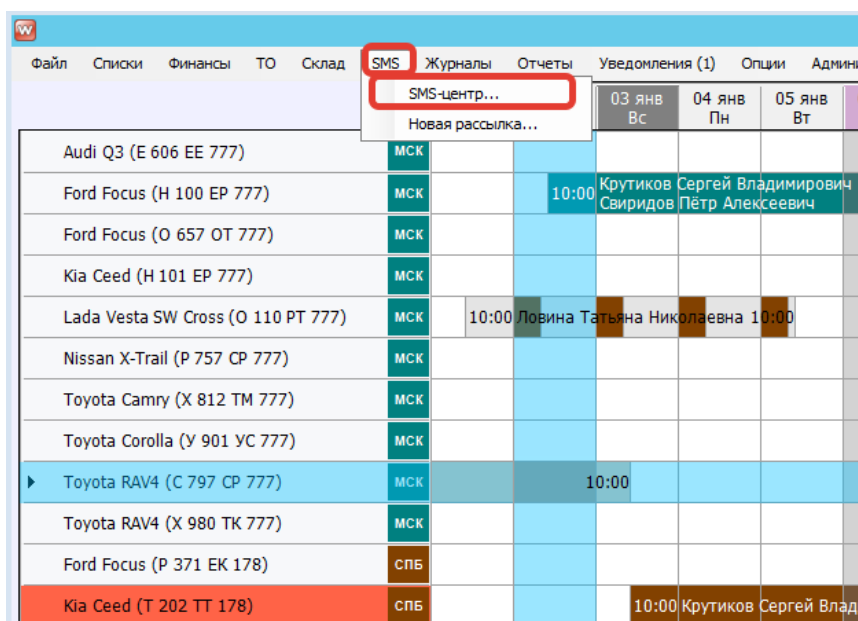 W
Файл Списки Финансы ТО Склад SMS Журналы Отчеты Уведомления (1) Опции Админи
SMS-центр...
Новая рассылка...
03 янв 04 янв 05 янв
Вс Пн Вт
Audi Q3 (Е 606 ЕЕ 777) МСК
Ford Focus (Н 100 ЕР 777) МСК 10:00 Крутиков Сергей Владимирович
Свиридов Пётр Алексеевич
Ford Focus (О 657 ОТ 777) МСК
Kia Ceed (Н 101 ЕР 777) МСК
Lada Vesta SW Cross (О 110 РТ 777) МСК 10:00 Ловина Татьяна Николаевна 10:00
Nissan X-Trail (Р 757 СР 777) МСК
Toyota Camry (Х 812 ТМ 777) МСК
Toyota Corolla (У 901 УС 777) МСК
Toyota RAV4 (С 797 СР 777) МСК 10:00
Toyota RAV4 (Х 980 ТК 777) МСК
Ford Focus (Р 371 ЕК 178) СПБ
Kia Ceed (Т 202 ТТ 178) СПБ 10:00 Крутиков Сергей Влад